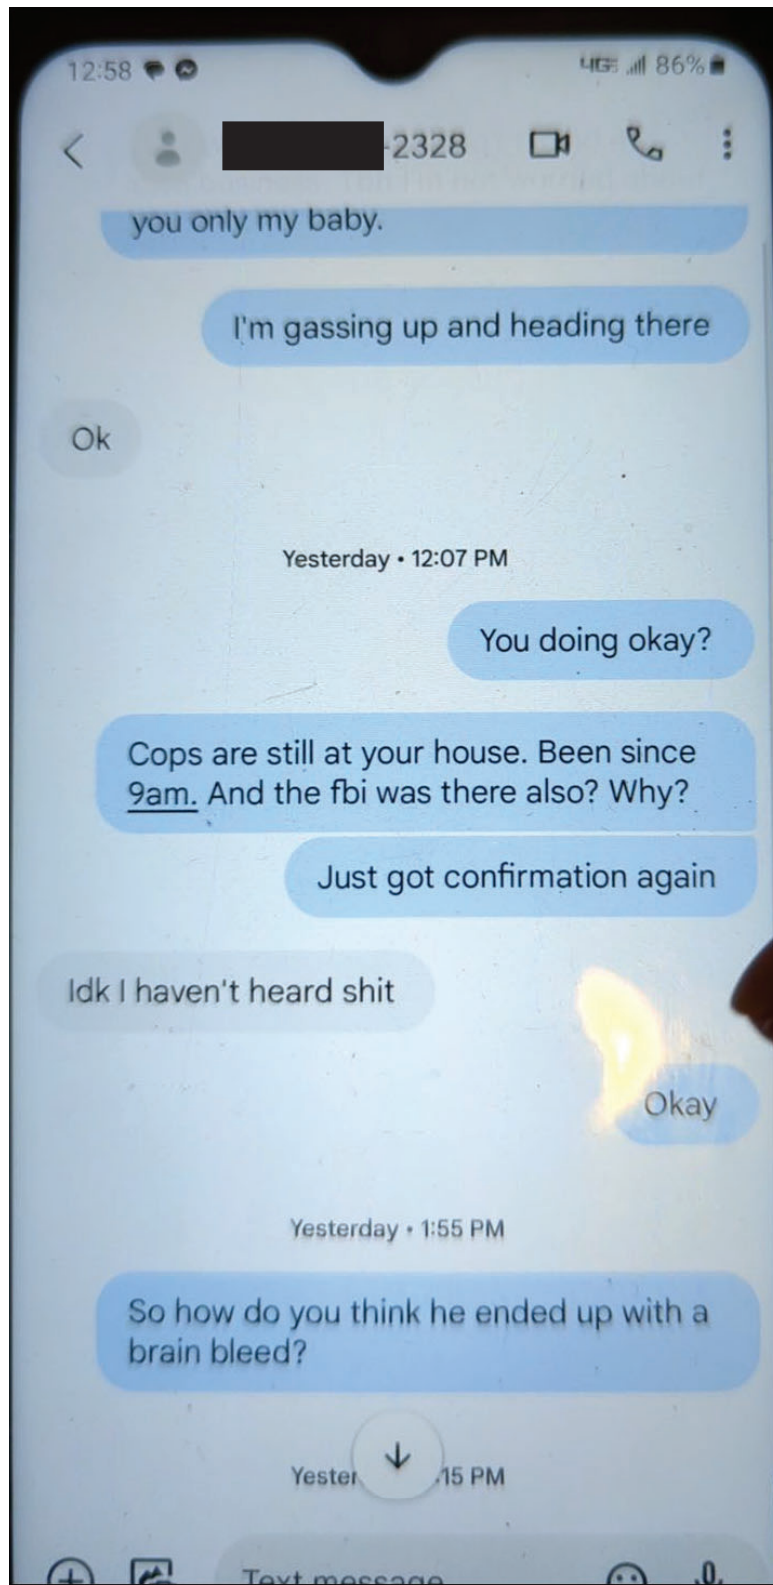 12:58
4G 86%
-2328
you only my baby.
I'm gassing up and heading there
Ok
Yesterday • 12:07 PM
You doing okay?
Cops are still at your house. Been since
9am. And the fbi was there also? Why?
Just got confirmation again
Idk I haven't heard shit
Okay
Yesterday • 1:55 PM
So how do you think he ended up with a
brain bleed?
Yester 15 PM
Text message